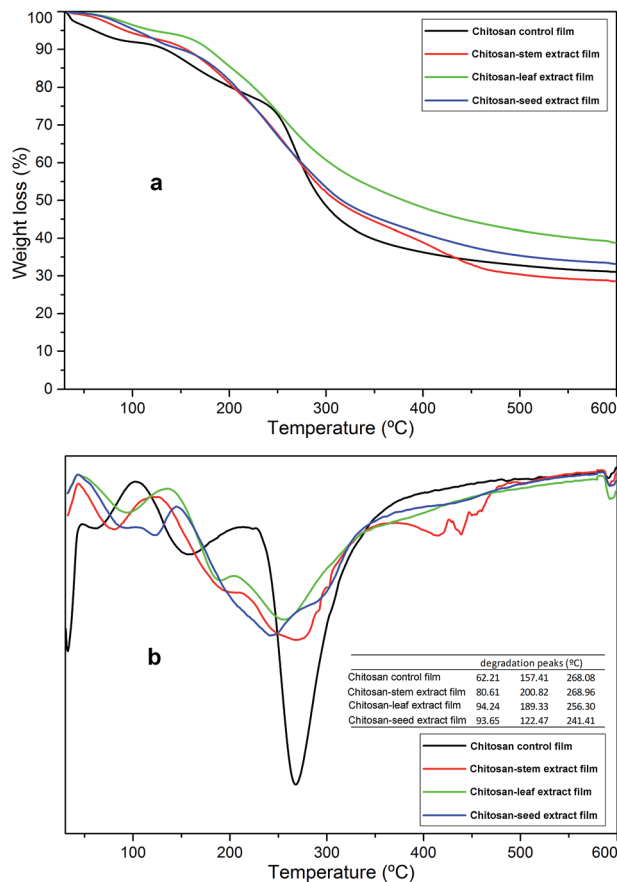 100
90
80
70
60
50
40
30
20
10
0
Weight loss (%)
a
Chitosan control film
Chitosan-stem extract film
Chitosan-leaf extract film
Chitosan-seed extract film
100 200 300 400 500 600
Temperature (ºC)
b
degradation peaks (ºC)
Chitosan control film 62.21 157.41 268.08
Chitosan-stem extract film 80.61 200.82 268.96
Chitosan-leaf extract film 94.24 189.33 256.30
Chitosan-seed extract film 93.65 122.47 241.41
Chitosan control film
Chitosan-stem extract film
Chitosan-leaf extract film
Chitosan-seed extract film
100 200 300 400 500 600
Temperature (ºC)